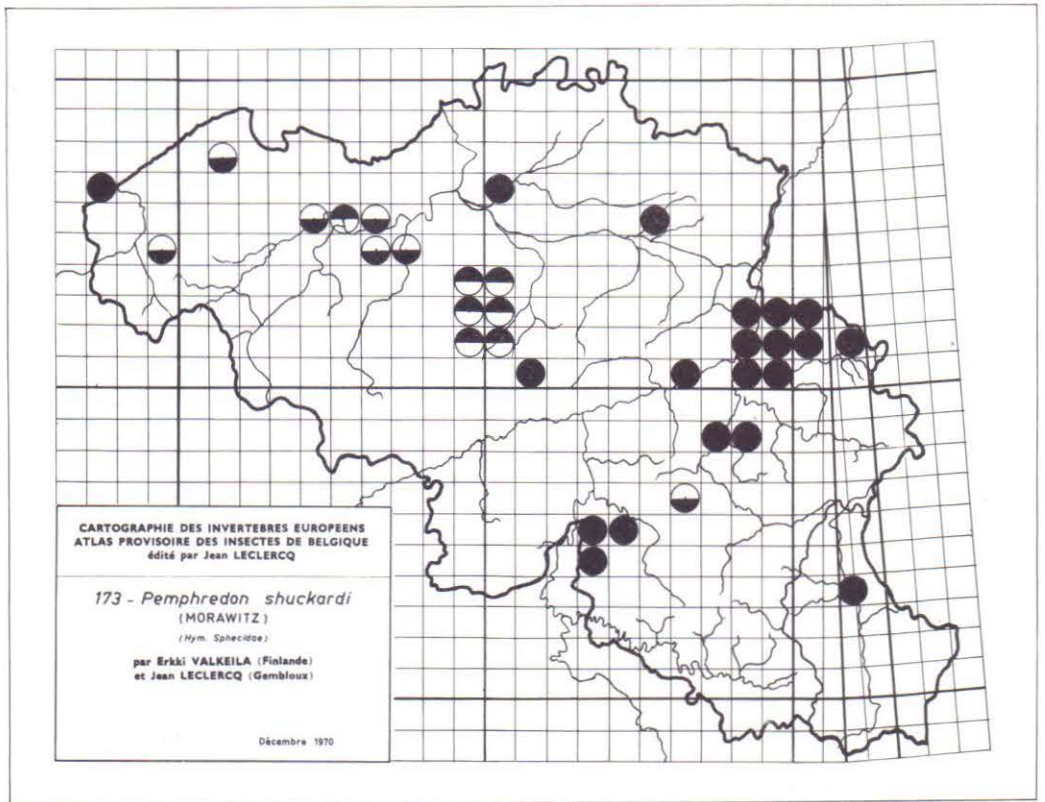 CARTOGRAPHIE DES INVERTEBRES EUROPEENS
ATLAS PROVISOIRE DES INSECTES DE BELGIQUE
édité par Jean LECLERCQ
173 - Pemphredon shuckardi
(MORAWITZ)
(Hym. Sphecidae)
par Erkki VALKEILA (Finlande)
et Jean LECLERCQ (Gembloux)
Décembre 1970